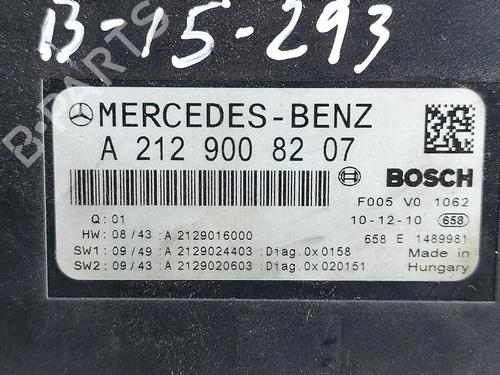 B-15-293
MERCEDES-BENZ
A 212 900 82 07
BOSCH
F005 V0 1062
Q: 01
10-12-10 658
HW: 08/43: A 2129016000
658 E 1489981
SW1: 09/49: A 2129024403 :Diag.0x0158
Made in
SW2: 09/43: A 2129020603 :Diag.0x020151
Hungary
B-PARTS